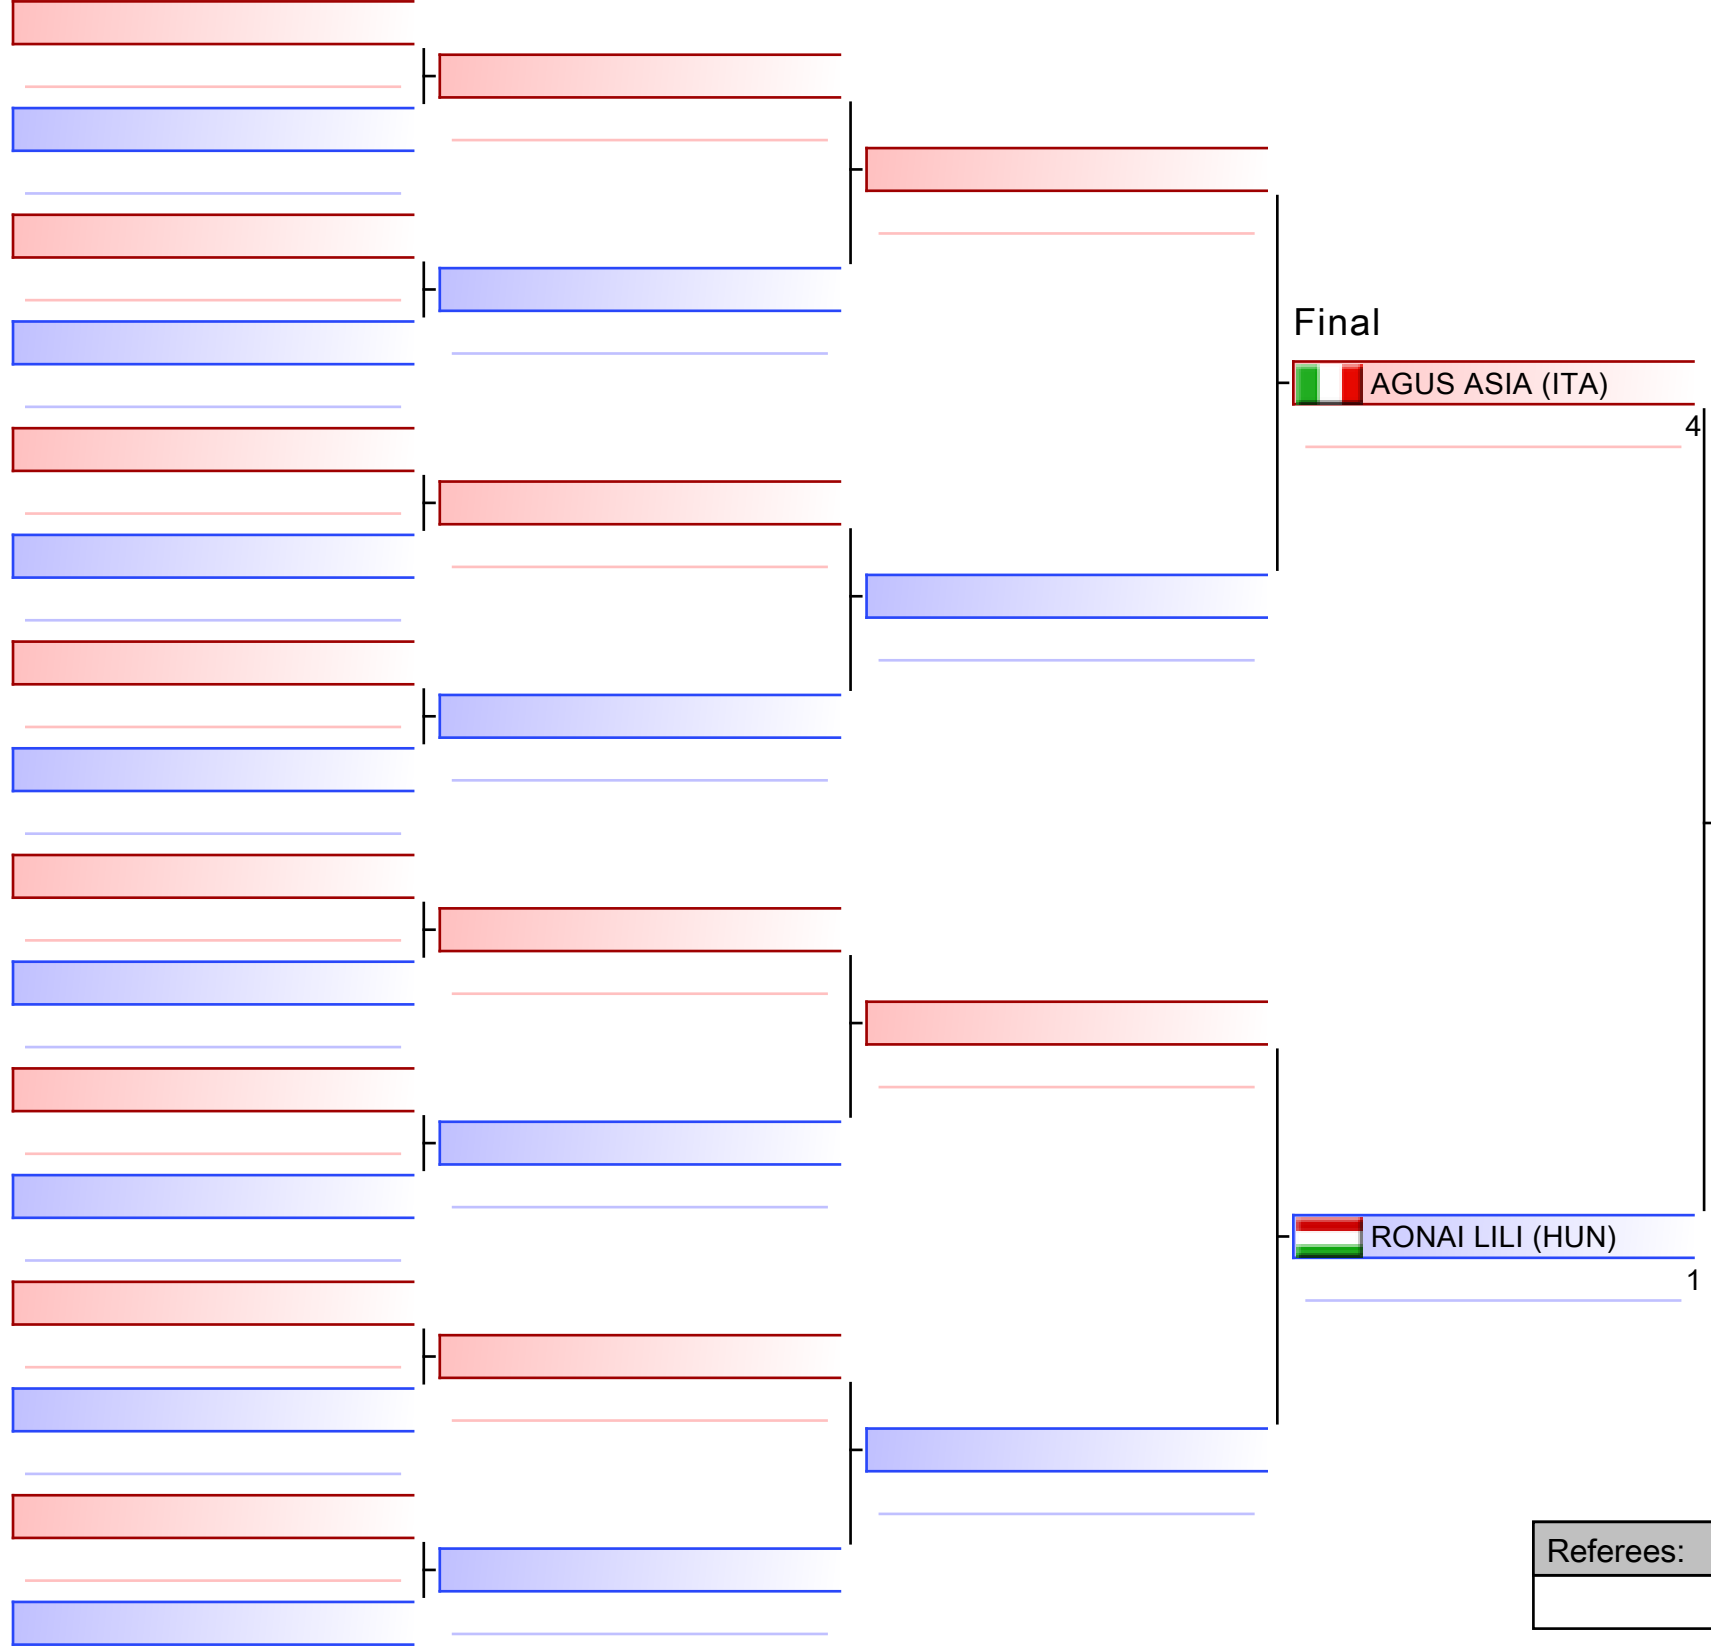 Final
AGUS ASIA (ITA)
4
RONAI LILI (HUN)
1
Referees: